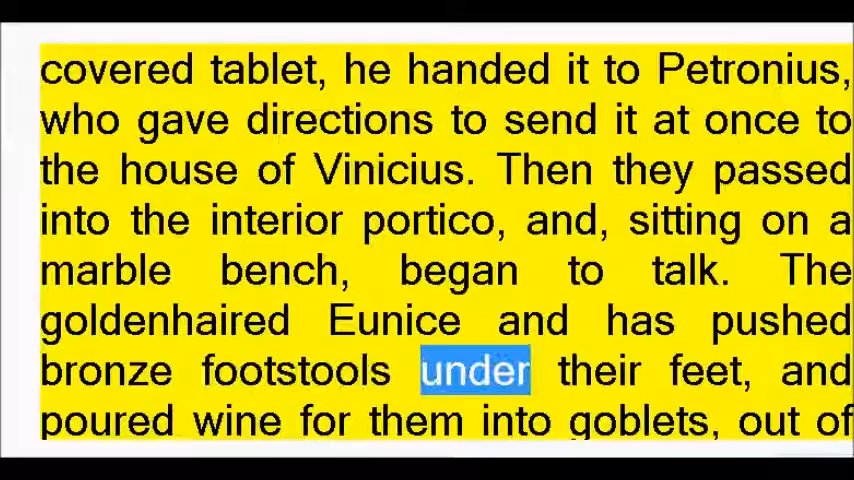 covered tablet, he handed it to Petronius,
who gave directions to send it at once to
the house of Vinicius. Then they passed
into the interior portico, and, sitting on a
marble bench, began to talk. The
goldenhaired Eunice and has pushed
bronze footstools under their feet, and
poured wine for them into goblets, out of